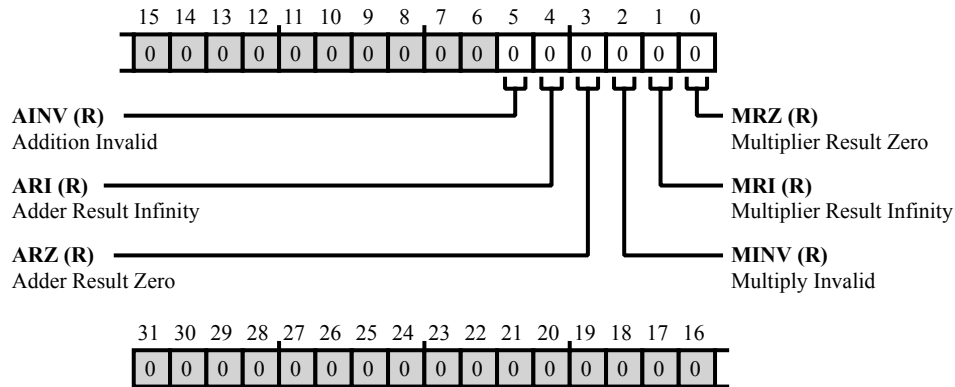 15 14 13 12 11 10 9 8 7 6 5 4 3 2 1 0
0 0 0 0 0 0 0 0 0 0 0 0 0 0 0 0
AINV (R)
Addition Invalid
ARI (R)
Adder Result Infinity
ARZ (R)
Adder Result Zero
MRZ (R)
Multiplier Result Zero
MRI (R)
Multiplier Result Infinity
MINV (R)
Multiply Invalid
31 30 29 28 27 26 25 24 23 22 21 20 19 18 17 16
0 0 0 0 0 0 0 0 0 0 0 0 0 0 0 0